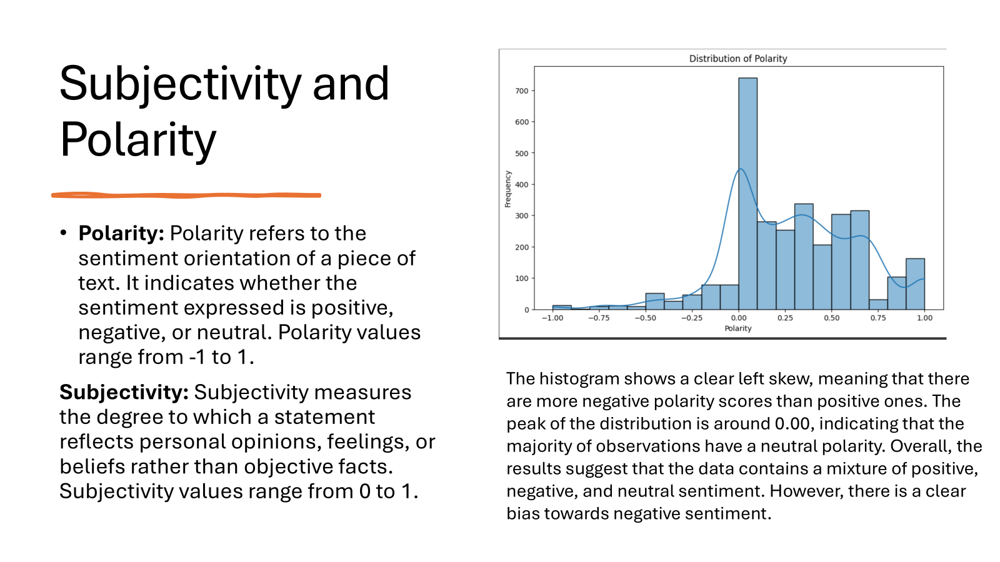 Subjectivity and
Polarity
• Polarity: Polarity refers to the
sentiment orientation of a piece of
text. It indicates whether the
sentiment expressed is positive,
negative, or neutral. Polarity values
range from -1 to 1.
Subjectivity: Subjectivity measures
the degree to which a statement
reflects personal opinions, feelings, or
beliefs rather than objective facts.
Subjectivity values range from 0 to 1.
Distribution of Polarity
Frequency
700
600
500
400
300
200
100
0
−1.00 −0.75 −0.50 −0.25 0.00 0.25 0.50 0.75 1.00
Polarity
The histogram shows a clear left skew, meaning that there
are more negative polarity scores than positive ones. The
peak of the distribution is around 0.00, indicating that the
majority of observations have a neutral polarity. Overall, the
results suggest that the data contains a mixture of positive,
negative, and neutral sentiment. However, there is a clear
bias towards negative sentiment.